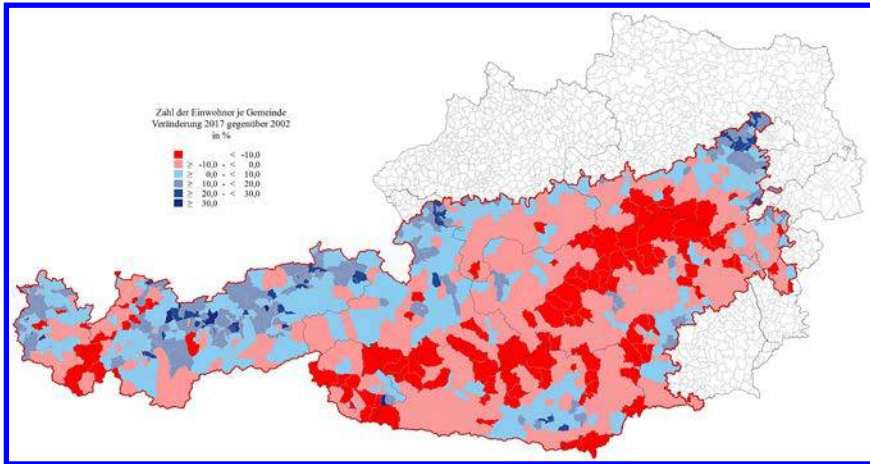 Zahl der Einwohner je Gemeinde
Veränderung 2017 gegenüber 2002
in %
< -10,0
≥ -10,0 - < 0,0
≥ 0,0 - < 10,0
≥ 10,0 - < 20,0
≥ 20,0 - < 30,0
≥ 30,0